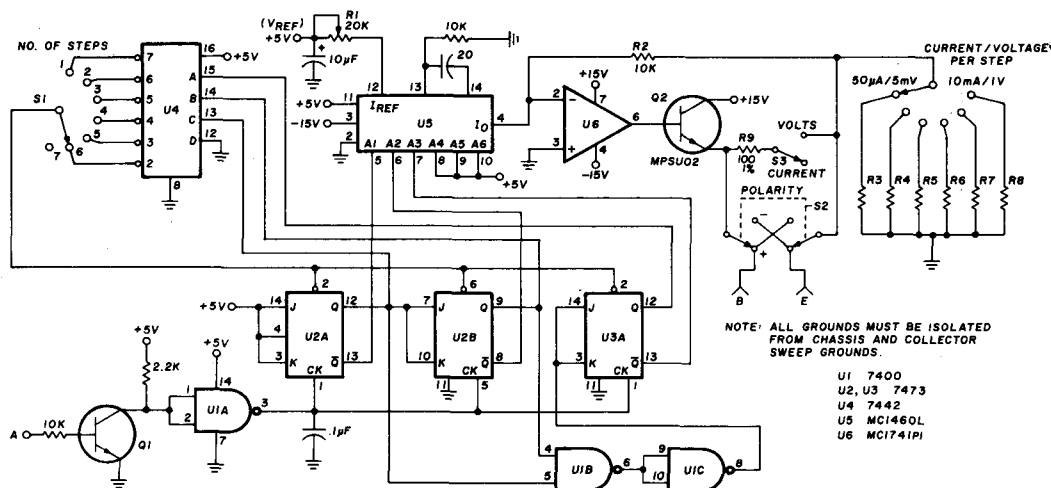 NO. OF STEPS
1
2
3
4
5
6
7
S1
7
6
5
4
3
2
U4
16
+5V
A
15
B
14
C
13
D
12
8
(VREF)
+5V
R1
20K
+
10µF
10K
20
12
13
14
+5V
11
IREF
-15V
3
U5
IO
4
2
A1
A2
A3
A4
A5
A6
5
6
7
8
9
10
+5V
R2
10K
+15V
7
2
-
U6
6
3
+
4
-15V
Q2
+15V
MPSU02
R9
100
1%
VOLTS
S3
CURRENT
POLARITY
S2
-
+
B
E
CURRENT/VOLTAGE
PER STEP
50µA/5mV
10mA/1V
R3
R4
R5
R6
R7
R8
+5V
14
J
2
Q
12
4
U2A
3
K
Q
13
CK
1
7
J
6
Q
9
U2B
10
K
Q
8
CK
11
5
14
J
2
Q
12
U3A
3
K
Q
13
CK
11
1
NOTE: ALL GROUNDS MUST BE ISOLATED
FROM CHASSIS AND COLLECTOR
SWEEP GROUNDS.
U1 7400
U2, U3 7473
U4 7442
U5 MC1460L
U6 MC1741P1
+5V
2.2K
+5V
14
1
2
U1A
3
7
A
10K
Q1
.1µF
4
5
U1B
6
9
10
U1C
8